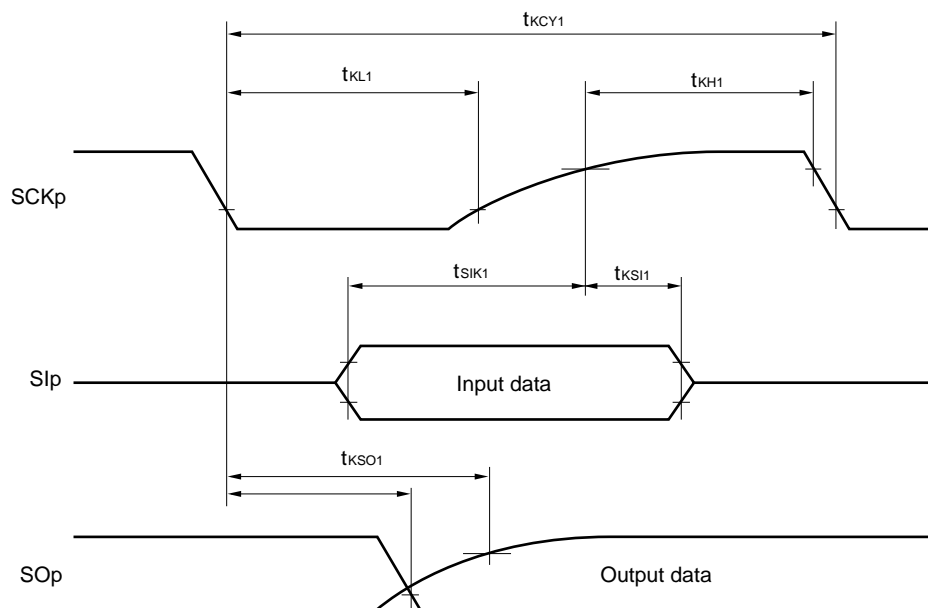 tKCY1
tKL1
tKH1
SCKp
tSIK1
tKSI1
SIp
Input data
tKSO1
SOp
Output data